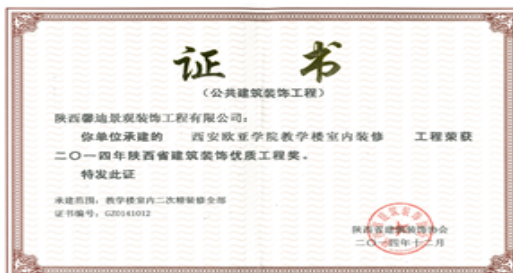 证 书
（公共建筑装饰工程）
陕西馨迪景观装饰工程有限公司：
你单位承建的 西安欧亚学院教学楼室内装修 工程荣获
二〇一四年陕西省建筑装饰优质工程奖。
特发此证
承建范围：教学楼室内二次精装修全部
证书编号：GZ0141012
陕西省建筑装饰协会
二〇一四年十二月